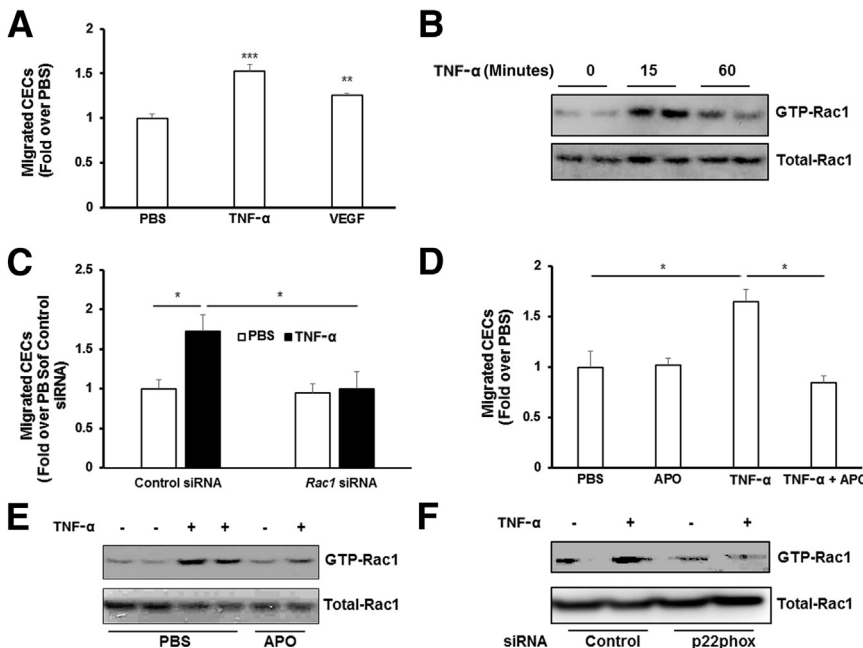 A
Migrated CECs
(Fold over PBS)
2
1.5
1
0.5
0
***
**
PBS TNF-α VEGF
B
TNF-α (Minutes) 0 15 60
GTP-Rac1
Total-Rac1
C
Migrated CECs
(Fold over PB Sof Control
siRNA)
2.5
2
1.5
1
0.5
0
* *
PBS TNF-α
Control siRNA Rac1 siRNA
D
Migrated CECs
(Fold over PBS)
2
1.5
1
0.5
0
* *
PBS APO TNF-α TNF-α + APO
E
TNF-α - - + + - +
GTP-Rac1
Total-Rac1
PBS APO
F
TNF-α - + - +
GTP-Rac1
Total-Rac1
siRNA Control p22phox